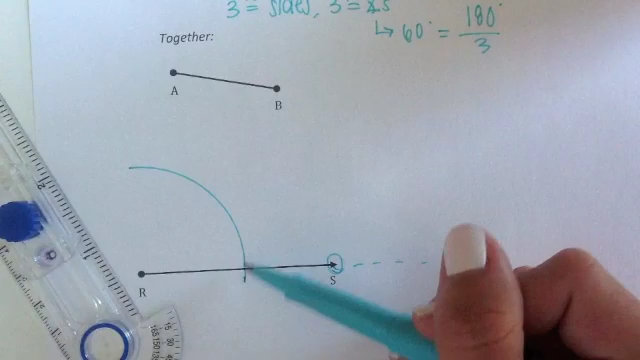 3 = sides, 3 = ∠s
↳ 60° = 180°
3
Together:
A
B
R
S